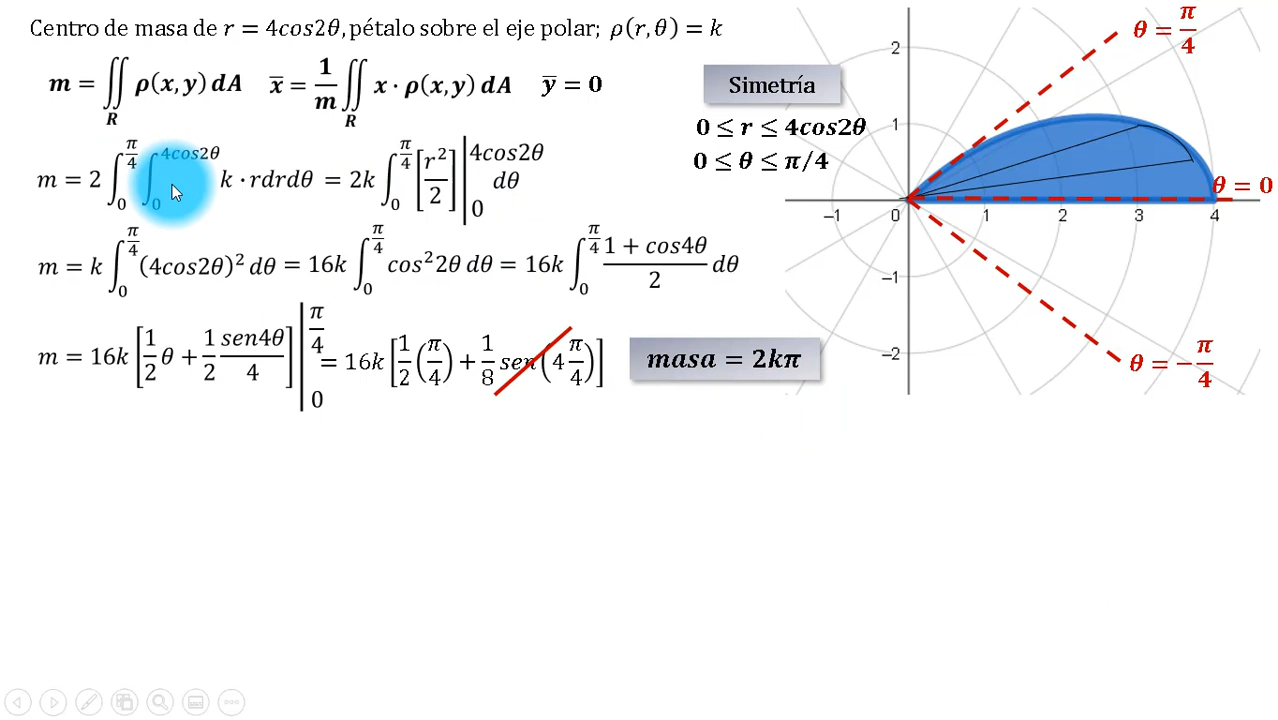 Centro de masa de r = 4cos2θ, pétalo sobre el eje polar; ρ(r, θ) = k
m = ∬_R ρ(x, y) dA   x̅ = 1/m ∬_R x · ρ(x, y) dA   y̅ = 0
m = 2 ∫_0^{π/4} ∫_0^{4cos2θ} k · rdrdθ = 2k ∫_0^{π/4} [r²/2] |_0^{4cos2θ} dθ
m = k ∫_0^{π/4} (4cos2θ)² dθ = 16k ∫_0^{π/4} cos²2θ dθ = 16k ∫_0^{π/4} (1 + cos4θ)/2 dθ
m = 16k [1/2 θ + 1/2 sen4θ/4] |_0^{π/4} = 16k [1/2 (π/4) + 1/8 sen (4 π/4)]
masa = 2kπ
Simetría
0 ≤ r ≤ 4cos2θ
0 ≤ θ ≤ π/4
θ = π/4
2
1
θ = 0
−1 0 1 2 3 4
−1
−2
θ = − π/4